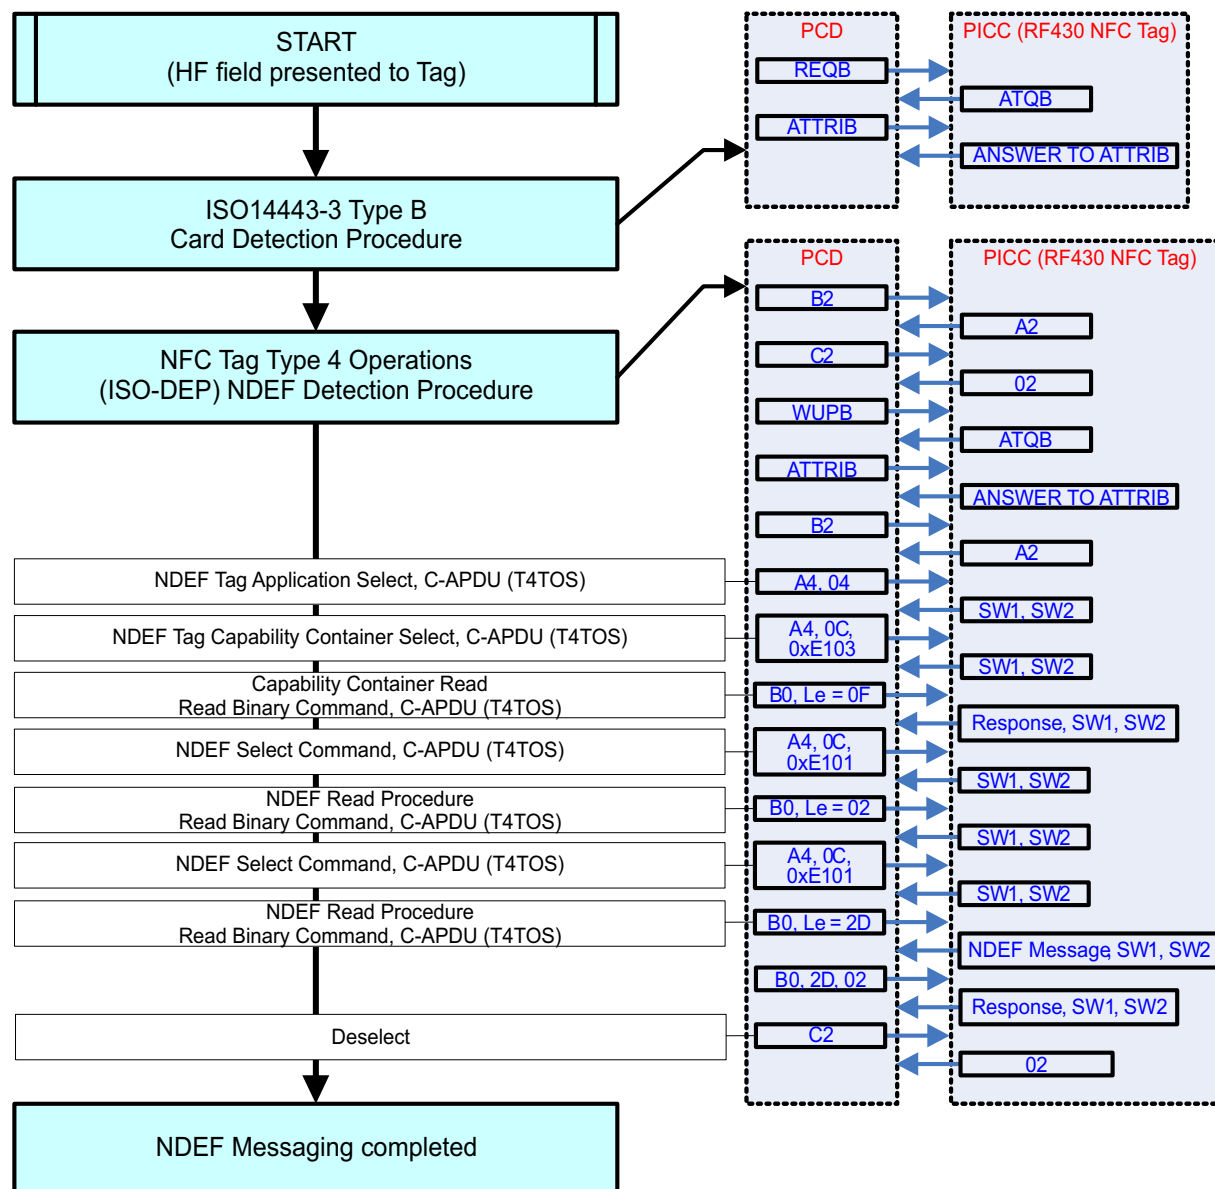 START
(HF field presented to Tag)
ISO14443-3 Type B
Card Detection Procedure
NFC Tag Type 4 Operations
(ISO-DEP) NDEF Detection Procedure
NDEF Tag Application Select, C-APDU (T4TOS)
NDEF Tag Capability Container Select, C-APDU (T4TOS)
Capability Container Read
Read Binary Command, C-APDU (T4TOS)
NDEF Select Command, C-APDU (T4TOS)
NDEF Read Procedure
Read Binary Command, C-APDU (T4TOS)
NDEF Select Command, C-APDU (T4TOS)
NDEF Read Procedure
Read Binary Command, C-APDU (T4TOS)
Deselect
NDEF Messaging completed
PCD
PICC (RF430 NFC Tag)
REQB
ATQB
ATTRIB
ANSWER TO ATTRIB
PCD
PICC (RF430 NFC Tag)
B2
A2
C2
02
WUPB
ATQB
ATTRIB
ANSWER TO ATTRIB
B2
A2
A4, 04
SW1, SW2
A4, 0C,
0xE103
SW1, SW2
B0, Le = 0F
Response, SW1, SW2
A4, 0C,
0xE101
SW1, SW2
B0, Le = 02
SW1, SW2
A4, 0C,
0xE101
SW1, SW2
B0, Le = 2D
NDEF Message, SW1, SW2
B0, 2D, 02
Response, SW1, SW2
C2
02